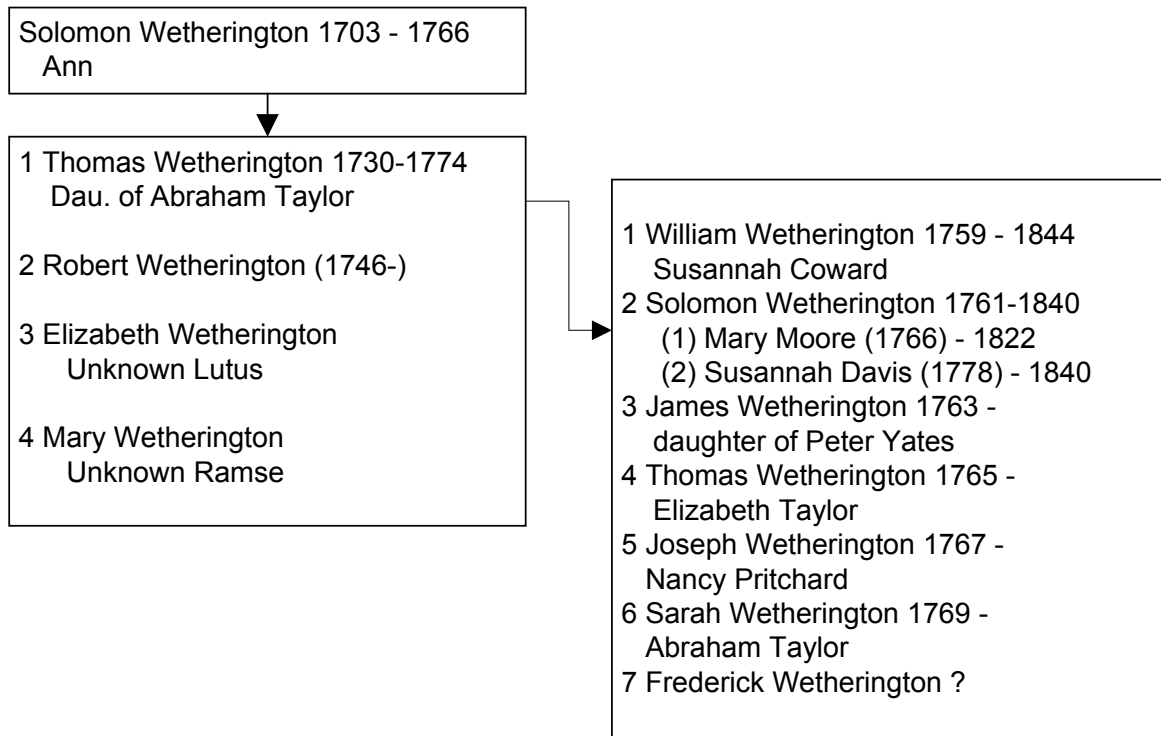 Solomon Wetherington 1703 - 1766
Ann
1 Thomas Wetherington 1730-1774
Dau. of Abraham Taylor
2 Robert Wetherington (1746-)
3 Elizabeth Wetherington
Unknown Lutus
4 Mary Wetherington
Unknown Ramse
1 William Wetherington 1759 - 1844
Susannah Coward
2 Solomon Wetherington 1761-1840
(1) Mary Moore (1766) - 1822
(2) Susannah Davis (1778) - 1840
3 James Wetherington 1763 -
daughter of Peter Yates
4 Thomas Wetherington 1765 -
Elizabeth Taylor
5 Joseph Wetherington 1767 -
Nancy Pritchard
6 Sarah Wetherington 1769 -
Abraham Taylor
7 Frederick Wetherington ?